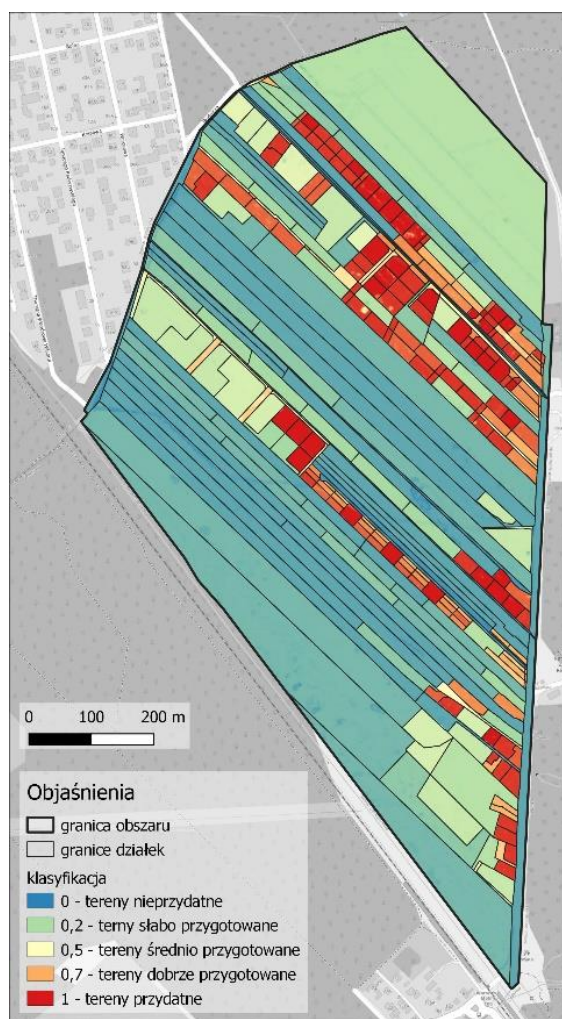 0 100 200 m
Objaśnienia
granica obszaru
granice działek
klasyfikacja
0 - tereny nieprzydatne
0,2 - terny słabo przygotowane
0,5 - tereny średnio przygotowane
0,7 - tereny dobrze przygotowane
1 - tereny przydatne